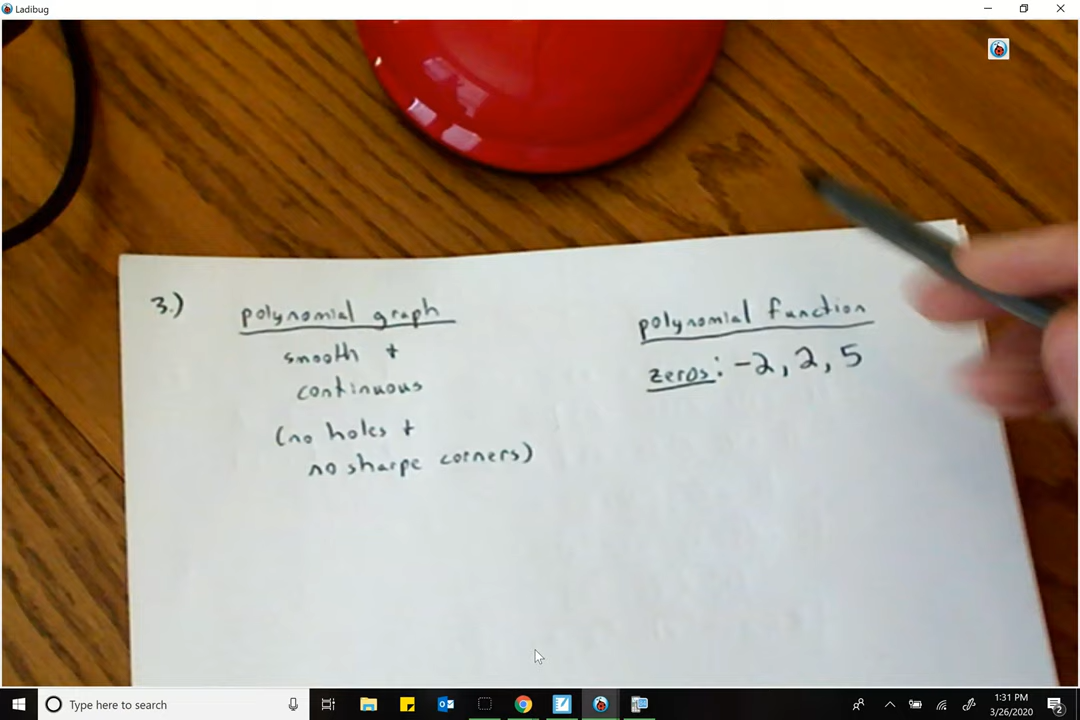 Ladibug
3.)
polynomial graph
smooth +
continuous
(no holes +
no sharpe corners)
polynomial function
zeros: -2, 2, 5
Type here to search
1:31 PM
3/26/2020
2